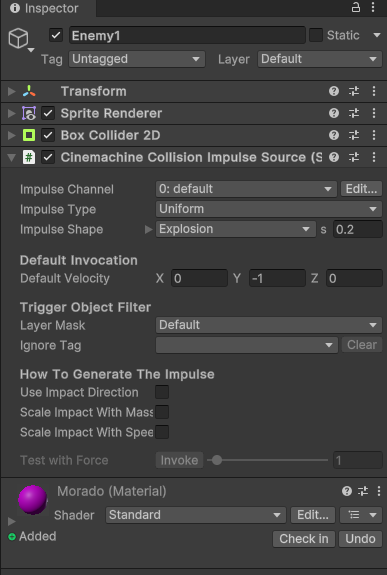 Inspector
Enemy1 Static
Tag Untagged Layer Default
Transform
Sprite Renderer
Box Collider 2D
# Cinemachine Collision Impulse Source (S
Impulse Channel 0: default Edit...
Impulse Type Uniform
Impulse Shape Explosion s 0.2
Default Invocation
Default Velocity X 0 Y -1 Z 0
Trigger Object Filter
Layer Mask Default
Ignore Tag Clear
How To Generate The Impulse
Use Impact Direction
Scale Impact With Mass
Scale Impact With Spee
Test with Force Invoke 1
Morado (Material)
Shader Standard Edit...
Added Check in Undo